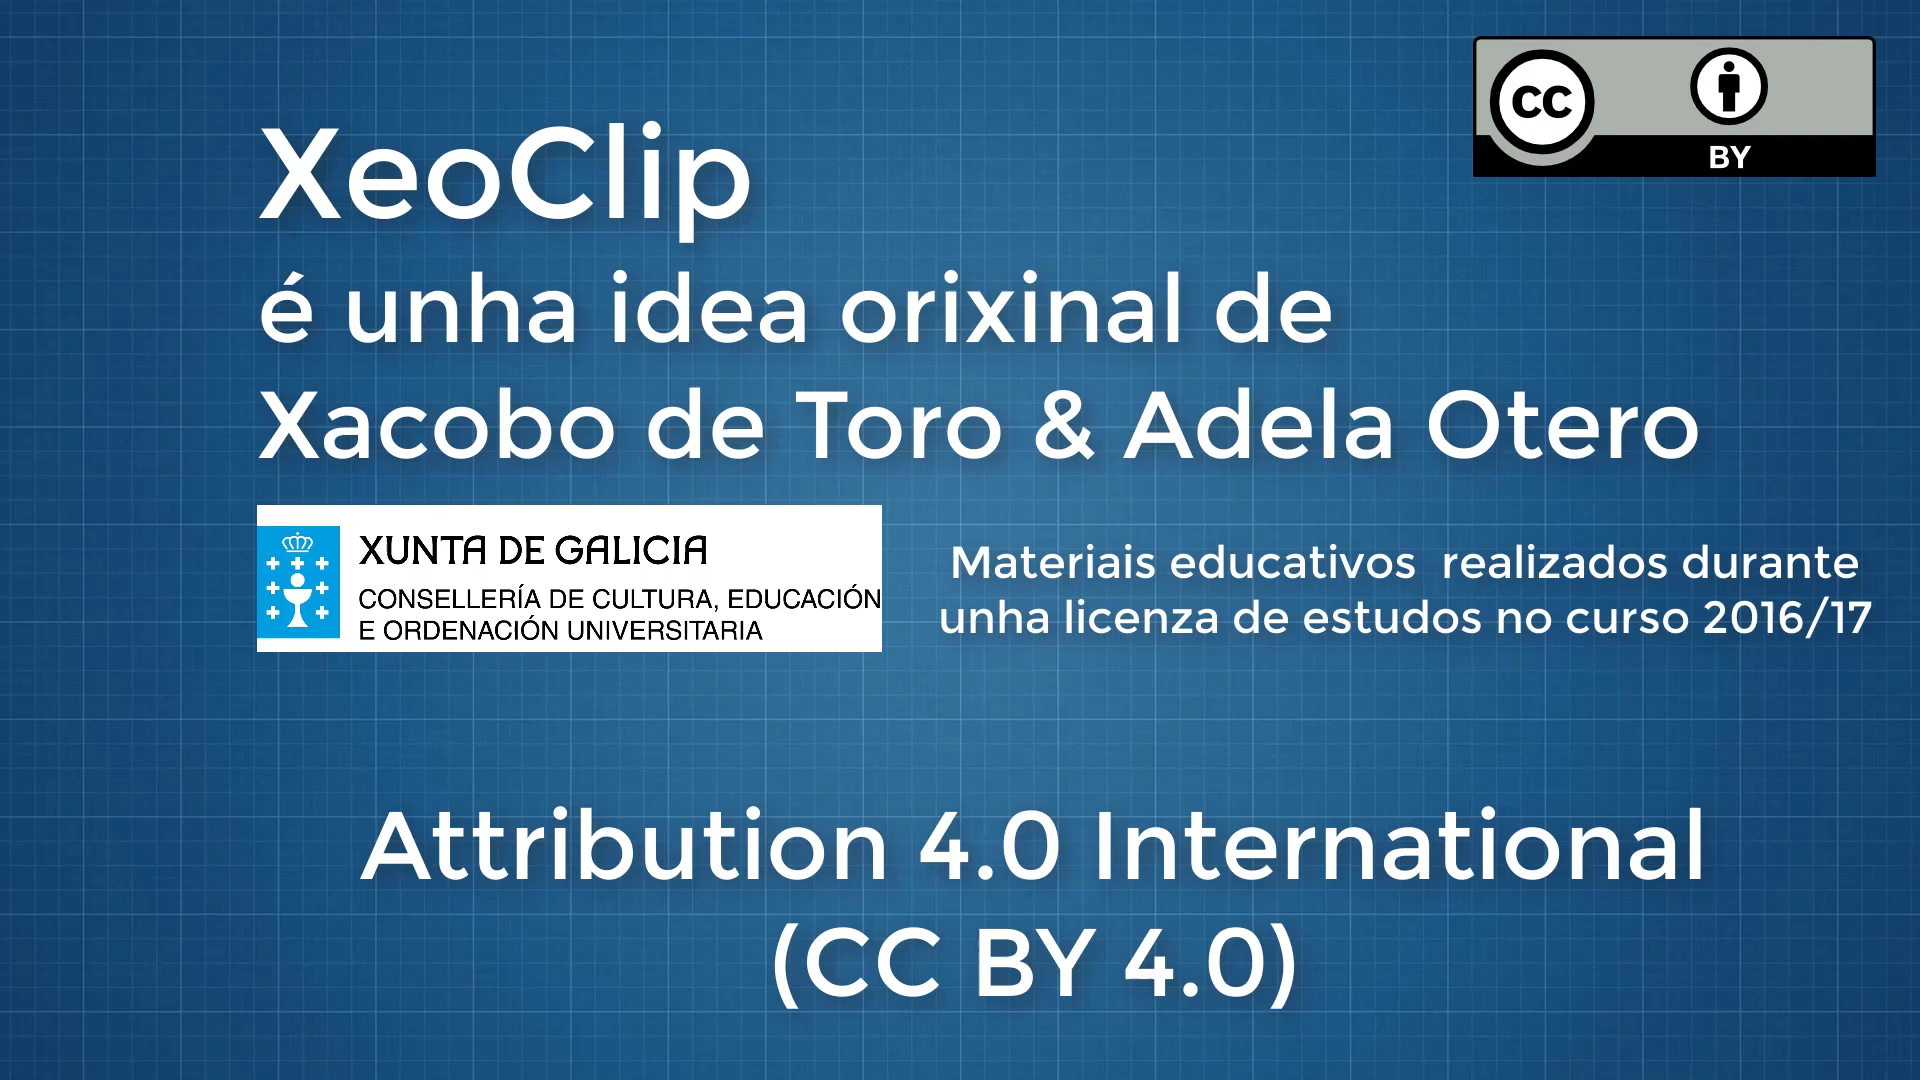 CC
BY
XeoClip
é unha idea orixinal de
Xacobo de Toro & Adela Otero
XUNTA DE GALICIA
CONSELLERÍA DE CULTURA, EDUCACIÓN
E ORDENACIÓN UNIVERSITARIA
Materiais educativos realizados durante
unha licenza de estudos no curso 2016/17
Attribution 4.0 International
(CC BY 4.0)